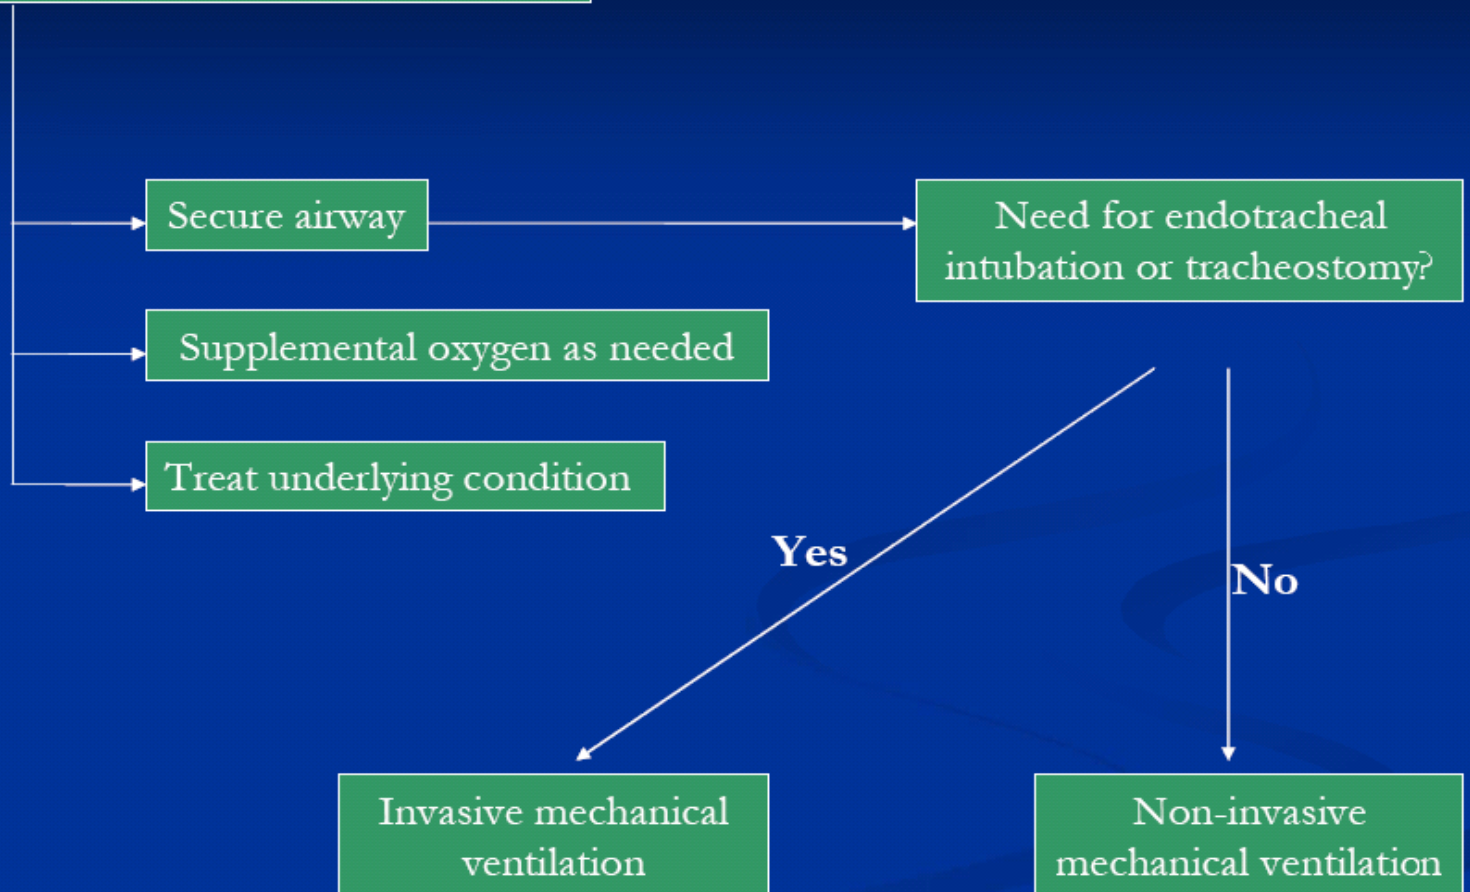 Secure airway
Need for endotracheal
intubation or tracheostomy?
Supplemental oxygen as needed
Treat underlying condition
Yes
No
Invasive mechanical
ventilation
Non-invasive
mechanical ventilation